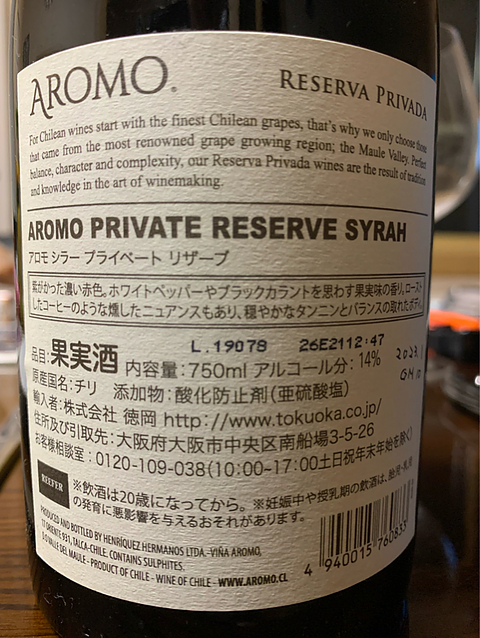 AROMO.
RESERVA PRIVADA
For Chilean wines start with the finest Chilean grapes, that's why we only choose those
that came from the most renowned grape growing region; the Maule Valley. Perfect
balance, character and complexity, our Reserva Privada wines are the result of tradition
and knowledge in the art of winemaking.
AROMO PRIVATE RESERVE SYRAH
アロモ シラー プライベート リザーブ
紫がかった濃い赤色。ホワイトペッパーやブラックカラントを思わす果実味の香り。ロースト
したコーヒーのような燻したニュアンスもあり、穏やかなタンニンとバランスの取れたボディ。
L.19078 26E2112:47
品目:果実酒 内容量:750ml アルコール分:14%
原産国名:チリ 添加物:酸化防止剤(亜硫酸塩)
輸入者:株式会社 徳岡 http://www.tokuoka.co.jp/
住所及び引取先:大阪府大阪市中央区南船場3-5-26
お客様相談室:0120-109-038(10:00~17:00土日祝年末年始を除く)
REEFER
※飲酒は20歳になってから。※妊娠中や授乳期の飲酒は、胎児・乳児
の発育に悪影響を与えるおそれがあります。
PRODUCED AND BOTTLED BY HENRÍQUEZ HERMANOS LTDA.-VIÑA AROMO,
17 ORIENTE 931, TALCA-CHILE. CONTAINS SULPHITES.
D.O VALLE DEL MAULE - PRODUCT OF CHILE - WINE OF CHILE - WWW.AROMO.CL
4 940015 760833